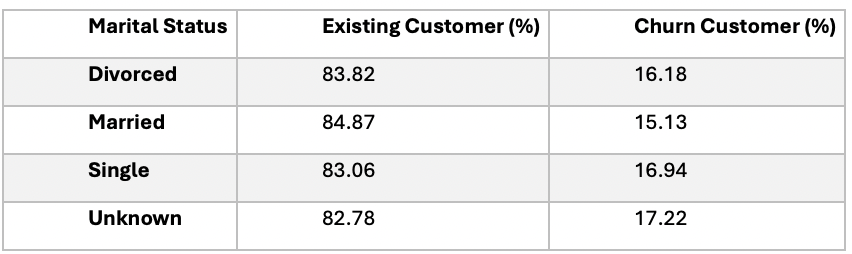 Marital Status Existing Customer (%) Churn Customer (%)
Divorced 83.82 16.18
Married 84.87 15.13
Single 83.06 16.94
Unknown 82.78 17.22